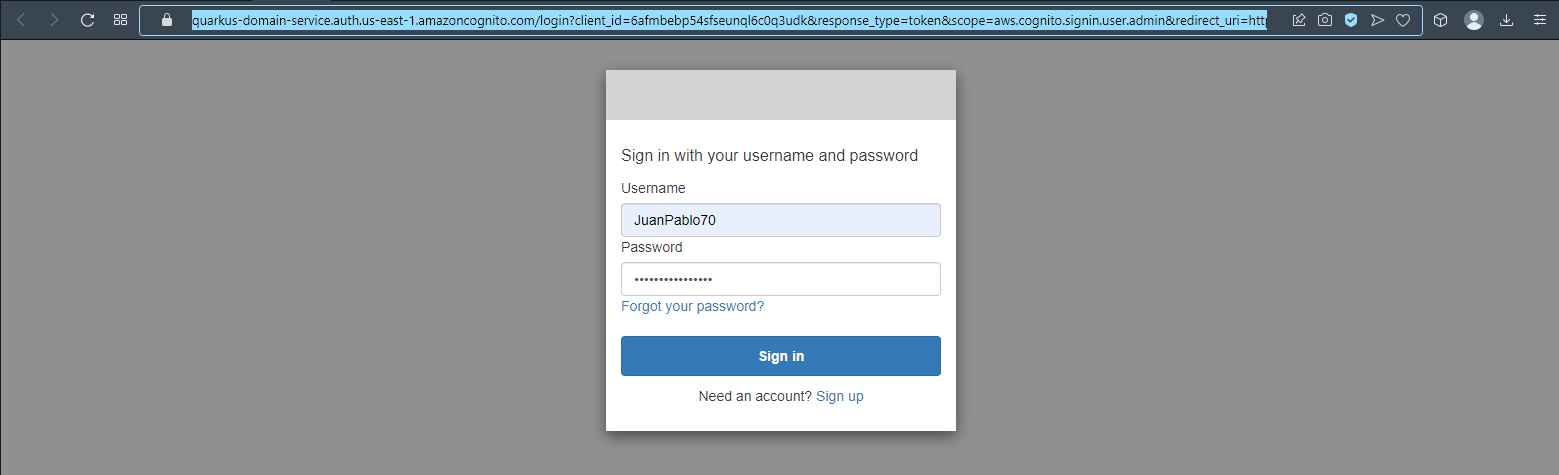 quarkus-domain-service.auth.us-east-1.amazoncognito.com/login?client_id=6afmbebp54sfseunql6c0q3udk&response_type=token&scope=aws.cognito.signin.user.admin&redirect_uri=http
Sign in with your username and password
Username
JuanPablo70
Password
••••••••••••••••
Forgot your password?
Sign in
Need an account? Sign up